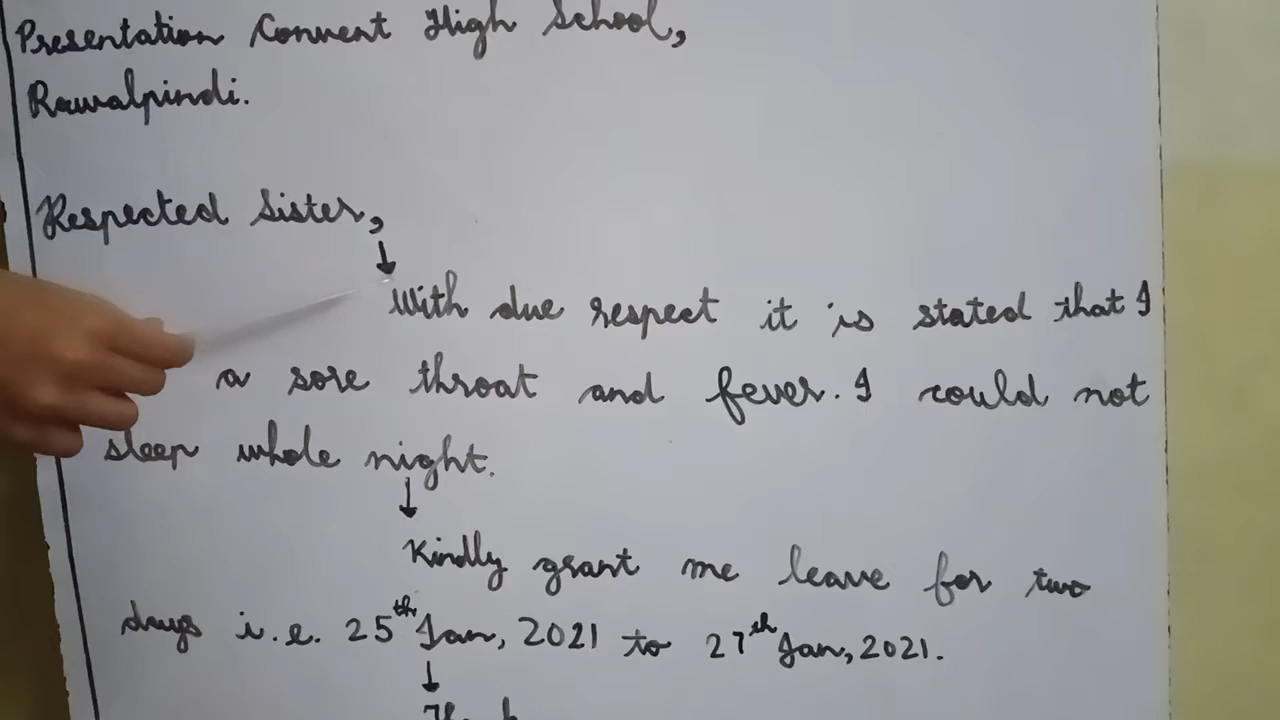 Presentation Convent High School,
Rawalpindi.
Respected Sister,
With due respect it is stated that I
a sore throat and fever. I could not
sleep whole night.
Kindly grant me leave for two
days i.e. 25th Jan, 2021 to 27th Jan, 2021.